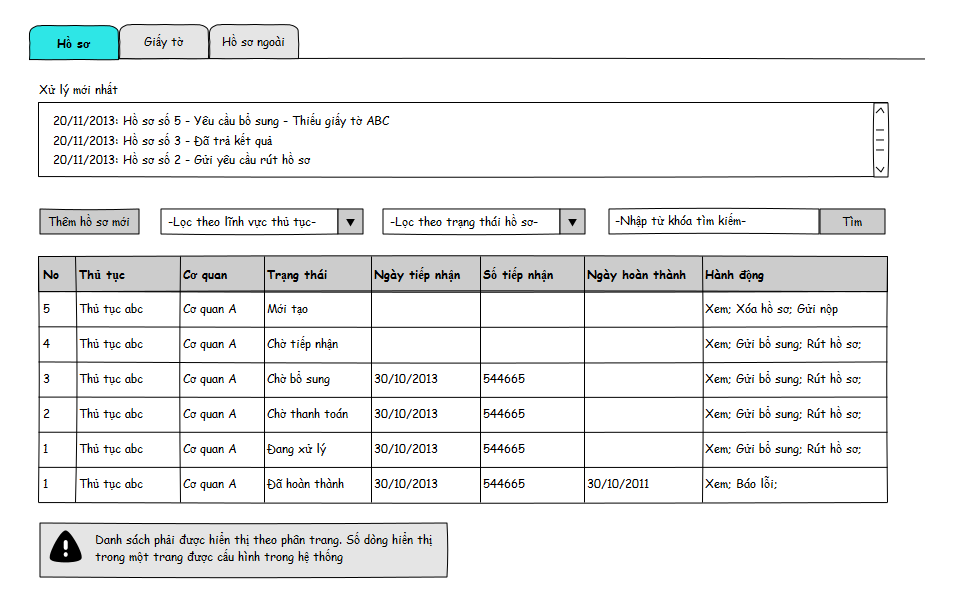 Hồ sơ Giấy tờ Hồ sơ ngoài
Xử lý mới nhất
20/11/2013: Hồ sơ số 5 - Yêu cầu bổ sung - Thiếu giấy tờ ABC
20/11/2013: Hồ sơ số 3 - Đã trả kết quả
20/11/2013: Hồ sơ số 2 - Gửi yêu cầu rút hồ sơ
Thêm hồ sơ mới -Lọc theo lĩnh vực thủ tục- -Lọc theo trạng thái hồ sơ- -Nhập từ khóa tìm kiếm- Tìm
No Thủ tục Cơ quan Trạng thái Ngày tiếp nhận Số tiếp nhận Ngày hoàn thành Hành động
5 Thủ tục abc Cơ quan A Mới tạo Xem; Xóa hồ sơ; Gửi nộp
4 Thủ tục abc Cơ quan A Chờ tiếp nhận Xem; Gửi bổ sung; Rút hồ sơ;
3 Thủ tục abc Cơ quan A Chờ bổ sung 30/10/2013 544665 Xem; Gửi bổ sung; Rút hồ sơ;
2 Thủ tục abc Cơ quan A Chờ thanh toán 30/10/2013 544665 Xem; Gửi bổ sung; Rút hồ sơ;
1 Thủ tục abc Cơ quan A Đang xử lý 30/10/2013 544665 Xem; Gửi bổ sung; Rút hồ sơ;
1 Thủ tục abc Cơ quan A Đã hoàn thành 30/10/2013 544665 30/10/2011 Xem; Báo lỗi;
Danh sách phải được hiển thị theo phân trang. Số dòng hiển thị
trong một trang được cấu hình trong hệ thống